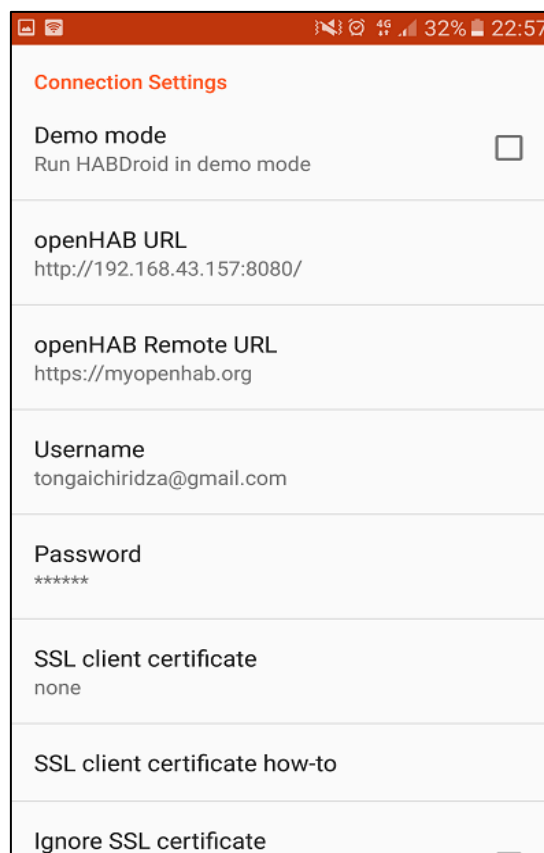 4G 32% 22:57
Connection Settings
Demo mode
Run HABDroid in demo mode
openHAB URL
http://192.168.43.157:8080/
openHAB Remote URL
https://myopenhab.org
Username
tongaichiridza@gmail.com
Password
******
SSL client certificate
none
SSL client certificate how-to
Ignore SSL certificate